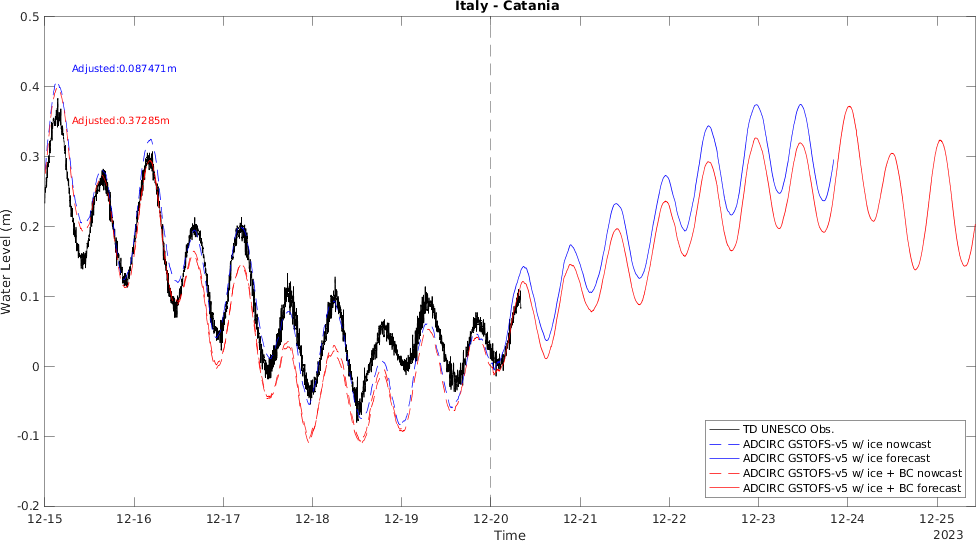 Italy - Catania
Adjusted:0.087471m
Adjusted:0.37285m
Water Level (m)
0.5
0.4
0.3
0.2
0.1
0
-0.1
-0.2
TD UNESCO Obs.
ADCIRC GSTOFS-v5 w/ ice nowcast
ADCIRC GSTOFS-v5 w/ ice forecast
ADCIRC GSTOFS-v5 w/ ice + BC nowcast
ADCIRC GSTOFS-v5 w/ ice + BC forecast
12-15 12-16 12-17 12-18 12-19 12-20 12-21 12-22 12-23 12-24 12-25
Time
2023